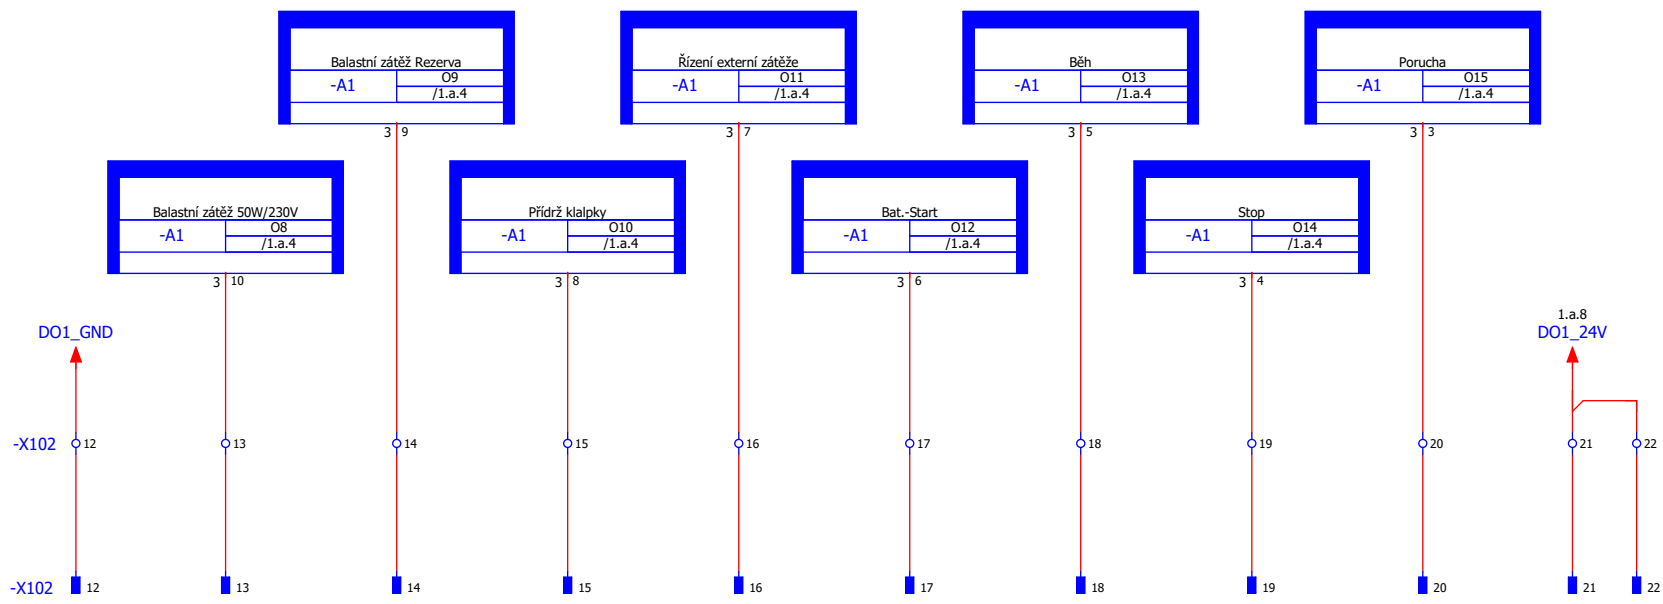 Balastní zátěž Rezerva
-A1
O9
/1.a.4
3 9
Řízení externí zátěže
-A1
O11
/1.a.4
3 7
Běh
-A1
O13
/1.a.4
3 5
Porucha
-A1
O15
/1.a.4
3 3
Balastní zátěž 50W/230V
-A1
O8
/1.a.4
3 10
Přídrž klalpky
-A1
O10
/1.a.4
3 8
Bat.-Start
-A1
O12
/1.a.4
3 6
Stop
-A1
O14
/1.a.4
3 4
DO1_GND
1.a.8
DO1_24V
-X102 12 13 14 15 16 17 18 19 20 21 22
-X102 12 13 14 15 16 17 18 19 20 21 22